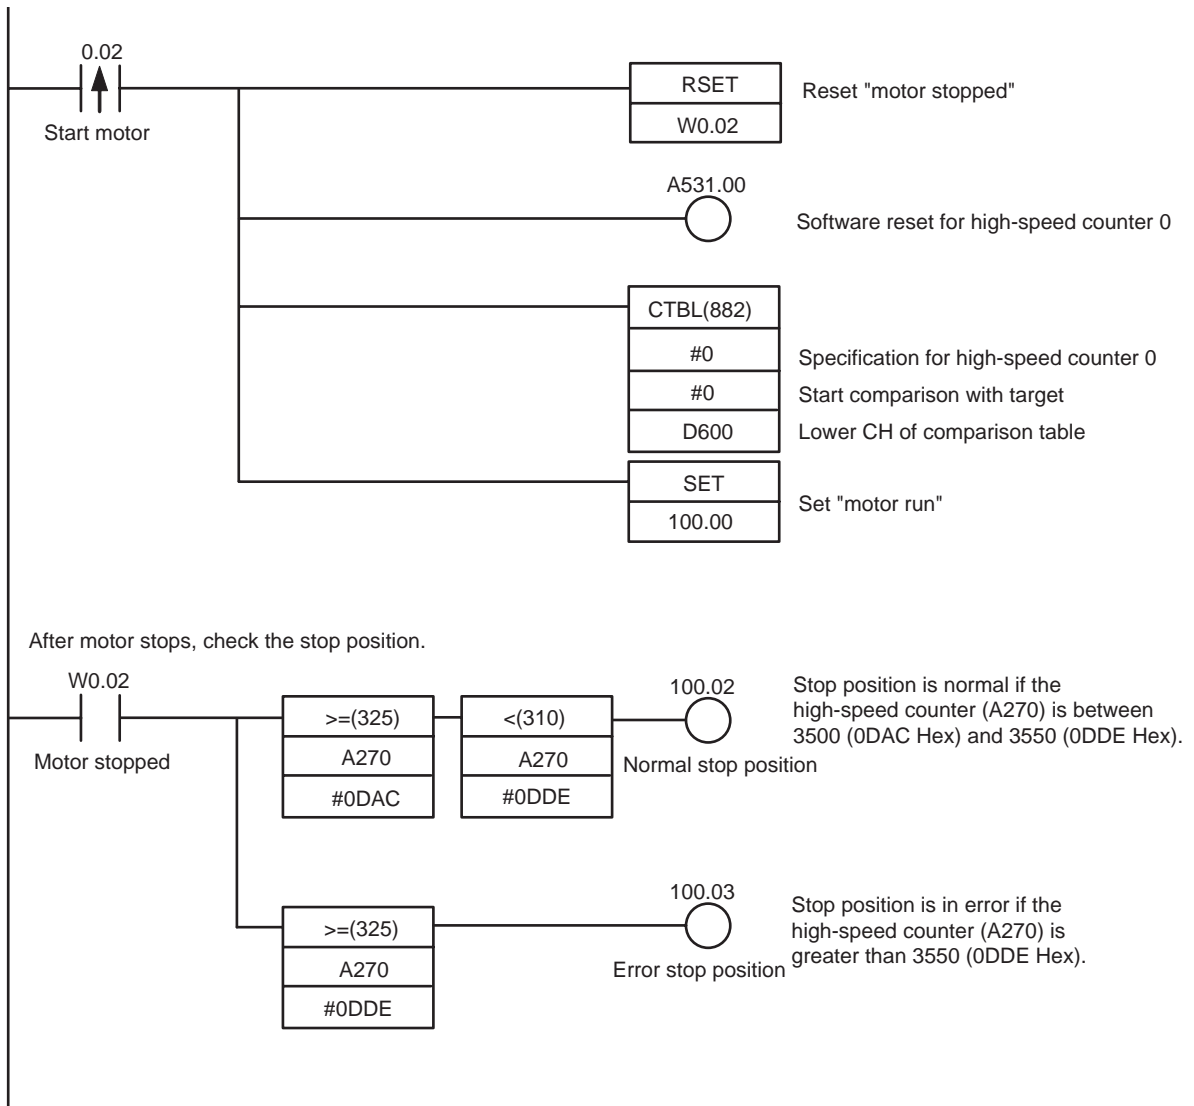 0.02
Start motor
RSET
W0.02
Reset "motor stopped"
A531.00
Software reset for high-speed counter 0
CTBL(882)
#0
Specification for high-speed counter 0
#0
Start comparison with target
D600
Lower CH of comparison table
SET
100.00
Set "motor run"
After motor stops, check the stop position.
W0.02
Motor stopped
>=(325)
A270
#0DAC
<(310)
A270
#0DDE
100.02
Normal stop position
Stop position is normal if the
high-speed counter (A270) is between
3500 (0DAC Hex) and 3550 (0DDE Hex).
>=(325)
A270
#0DDE
100.03
Error stop position
Stop position is in error if the
high-speed counter (A270) is
greater than 3550 (0DDE Hex).